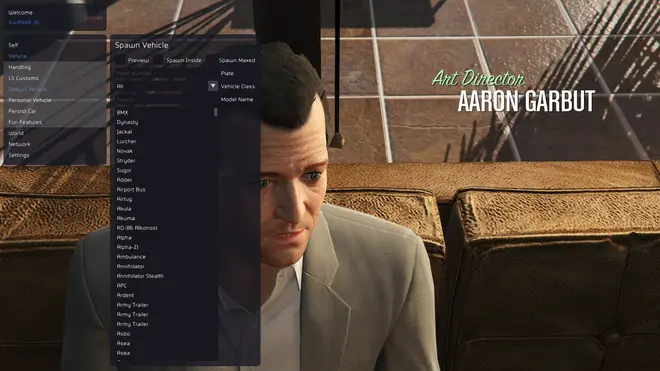 Welcome
Self
Vehicle
Handling
LS Customs
Spawn Vehicle
Personal Vehicle
Persist Car
Fun Features
World
Network
Settings
Spawn Vehicle
Preview
Spawn Inside
Spawn Maxed
Plate
All
Vehicle Class
Model Name
BMX
Dynasty
Jackal
Lurcher
Novak
Stryder
Sugoi
Adder
Airport Bus
Airtug
Akula
Akuma
RO-86 Alkonost
Alpha
Alpha-Z1
Ambulance
Annihilator
Annihilator Stealth
APC
Ardent
Army Trailer
Army Trailer
Army Trailer
Asbo
Asea
Asea
Art Director
AARON GARBUT